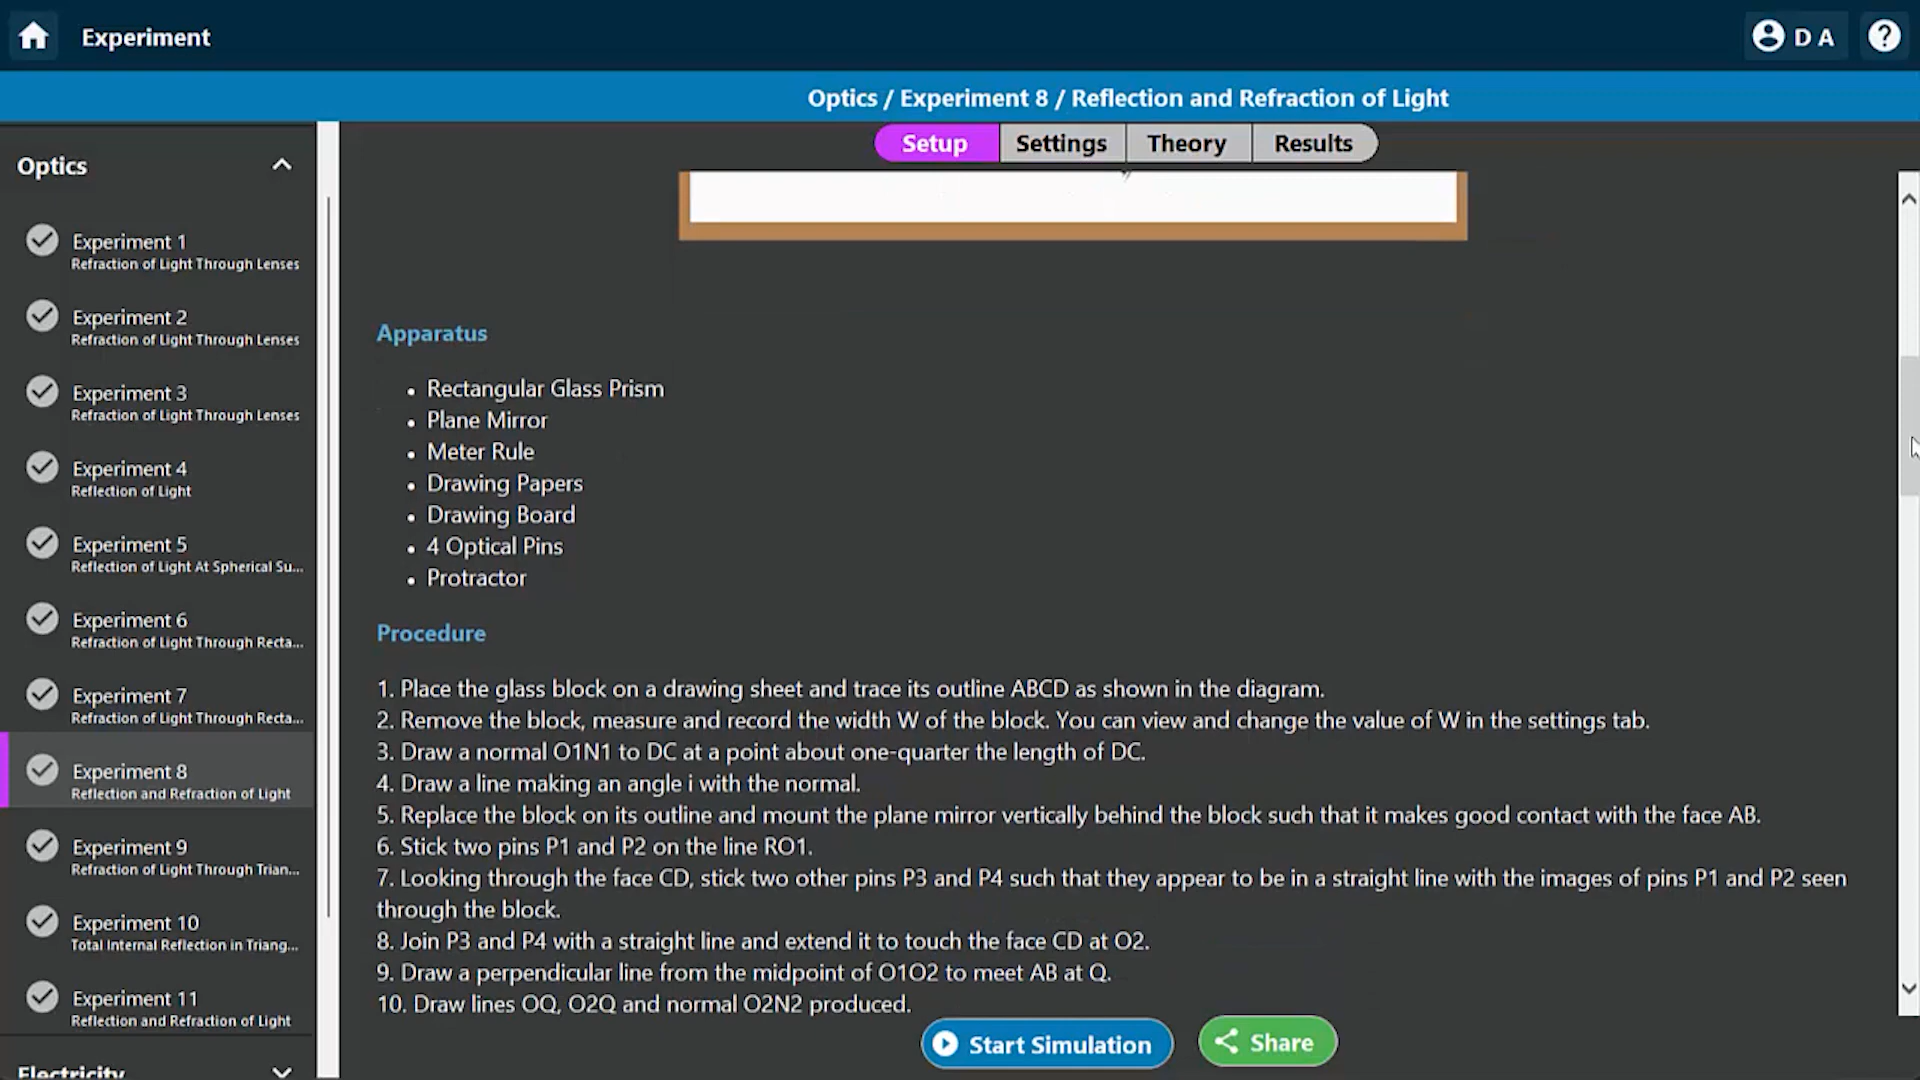 Experiment
D A
Optics / Experiment 8 / Reflection and Refraction of Light
Setup
Settings
Theory
Results
Optics
Experiment 1
Refraction of Light Through Lenses
Experiment 2
Refraction of Light Through Lenses
Experiment 3
Refraction of Light Through Lenses
Experiment 4
Reflection of Light
Experiment 5
Reflection of Light At Spherical Su...
Experiment 6
Refraction of Light Through Recta...
Experiment 7
Refraction of Light Through Recta...
Experiment 8
Reflection and Refraction of Light
Experiment 9
Refraction of Light Through Trian...
Experiment 10
Total Internal Reflection in Triang...
Experiment 11
Reflection and Refraction of Light
Electricity
Apparatus
• Rectangular Glass Prism
• Plane Mirror
• Meter Rule
• Drawing Papers
• Drawing Board
• 4 Optical Pins
• Protractor
Procedure
1. Place the glass block on a drawing sheet and trace its outline ABCD as shown in the diagram.
2. Remove the block, measure and record the width W of the block. You can view and change the value of W in the settings tab.
3. Draw a normal O1N1 to DC at a point about one-quarter the length of DC.
4. Draw a line making an angle i with the normal.
5. Replace the block on its outline and mount the plane mirror vertically behind the block such that it makes good contact with the face AB.
6. Stick two pins P1 and P2 on the line RO1.
7. Looking through the face CD, stick two other pins P3 and P4 such that they appear to be in a straight line with the images of pins P1 and P2 seen
through the block.
8. Join P3 and P4 with a straight line and extend it to touch the face CD at O2.
9. Draw a perpendicular line from the midpoint of O1O2 to meet AB at Q.
10. Draw lines OQ, O2Q and normal O2N2 produced.
Start Simulation
Share